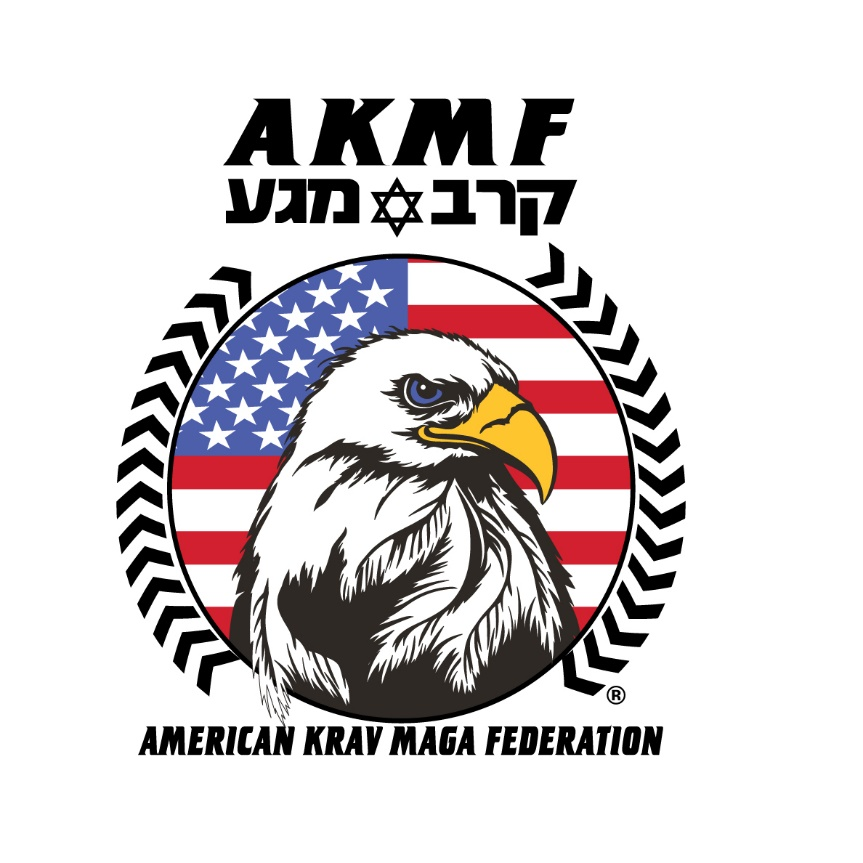 AKMF
קרב ✡ מגע
AMERICAN KRAV MAGA FEDERATION
®